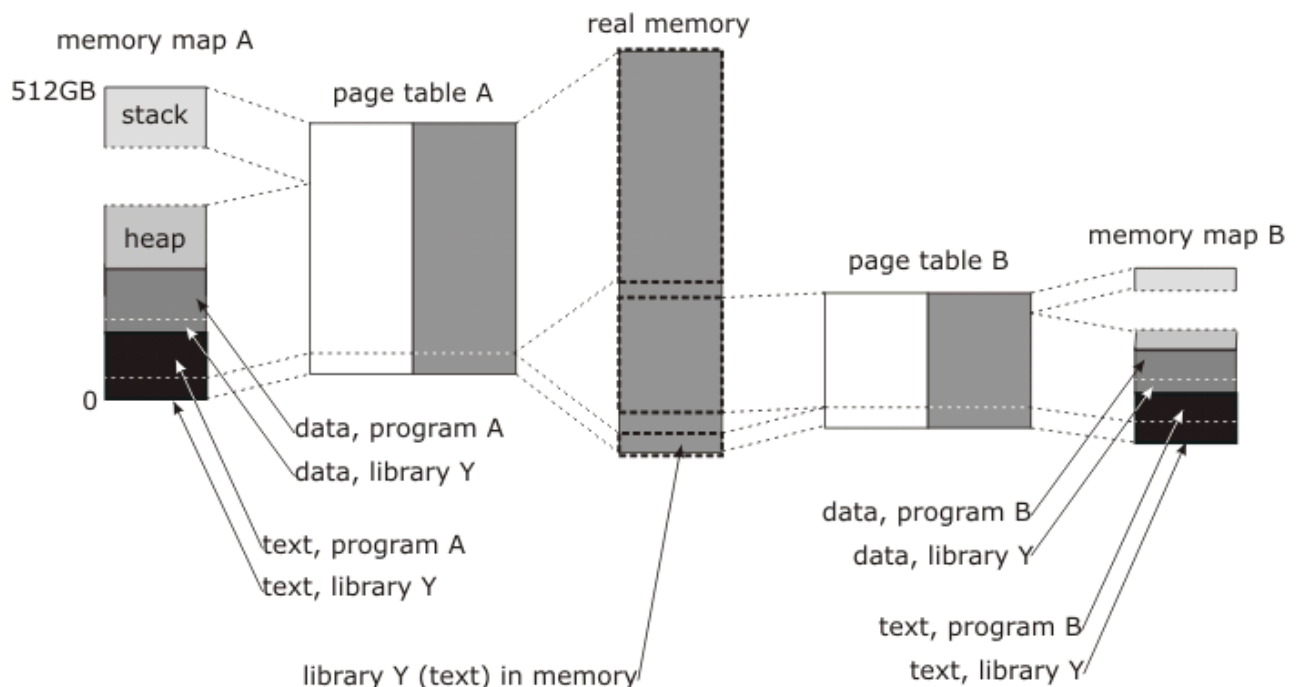 real memory
memory map A
512GB
stack
page table A
heap
memory map B
page table B
0
data, program A
data, library Y
data, program B
text, program A
data, library Y
text, library Y
text, program B
text, library Y
library Y (text) in memory